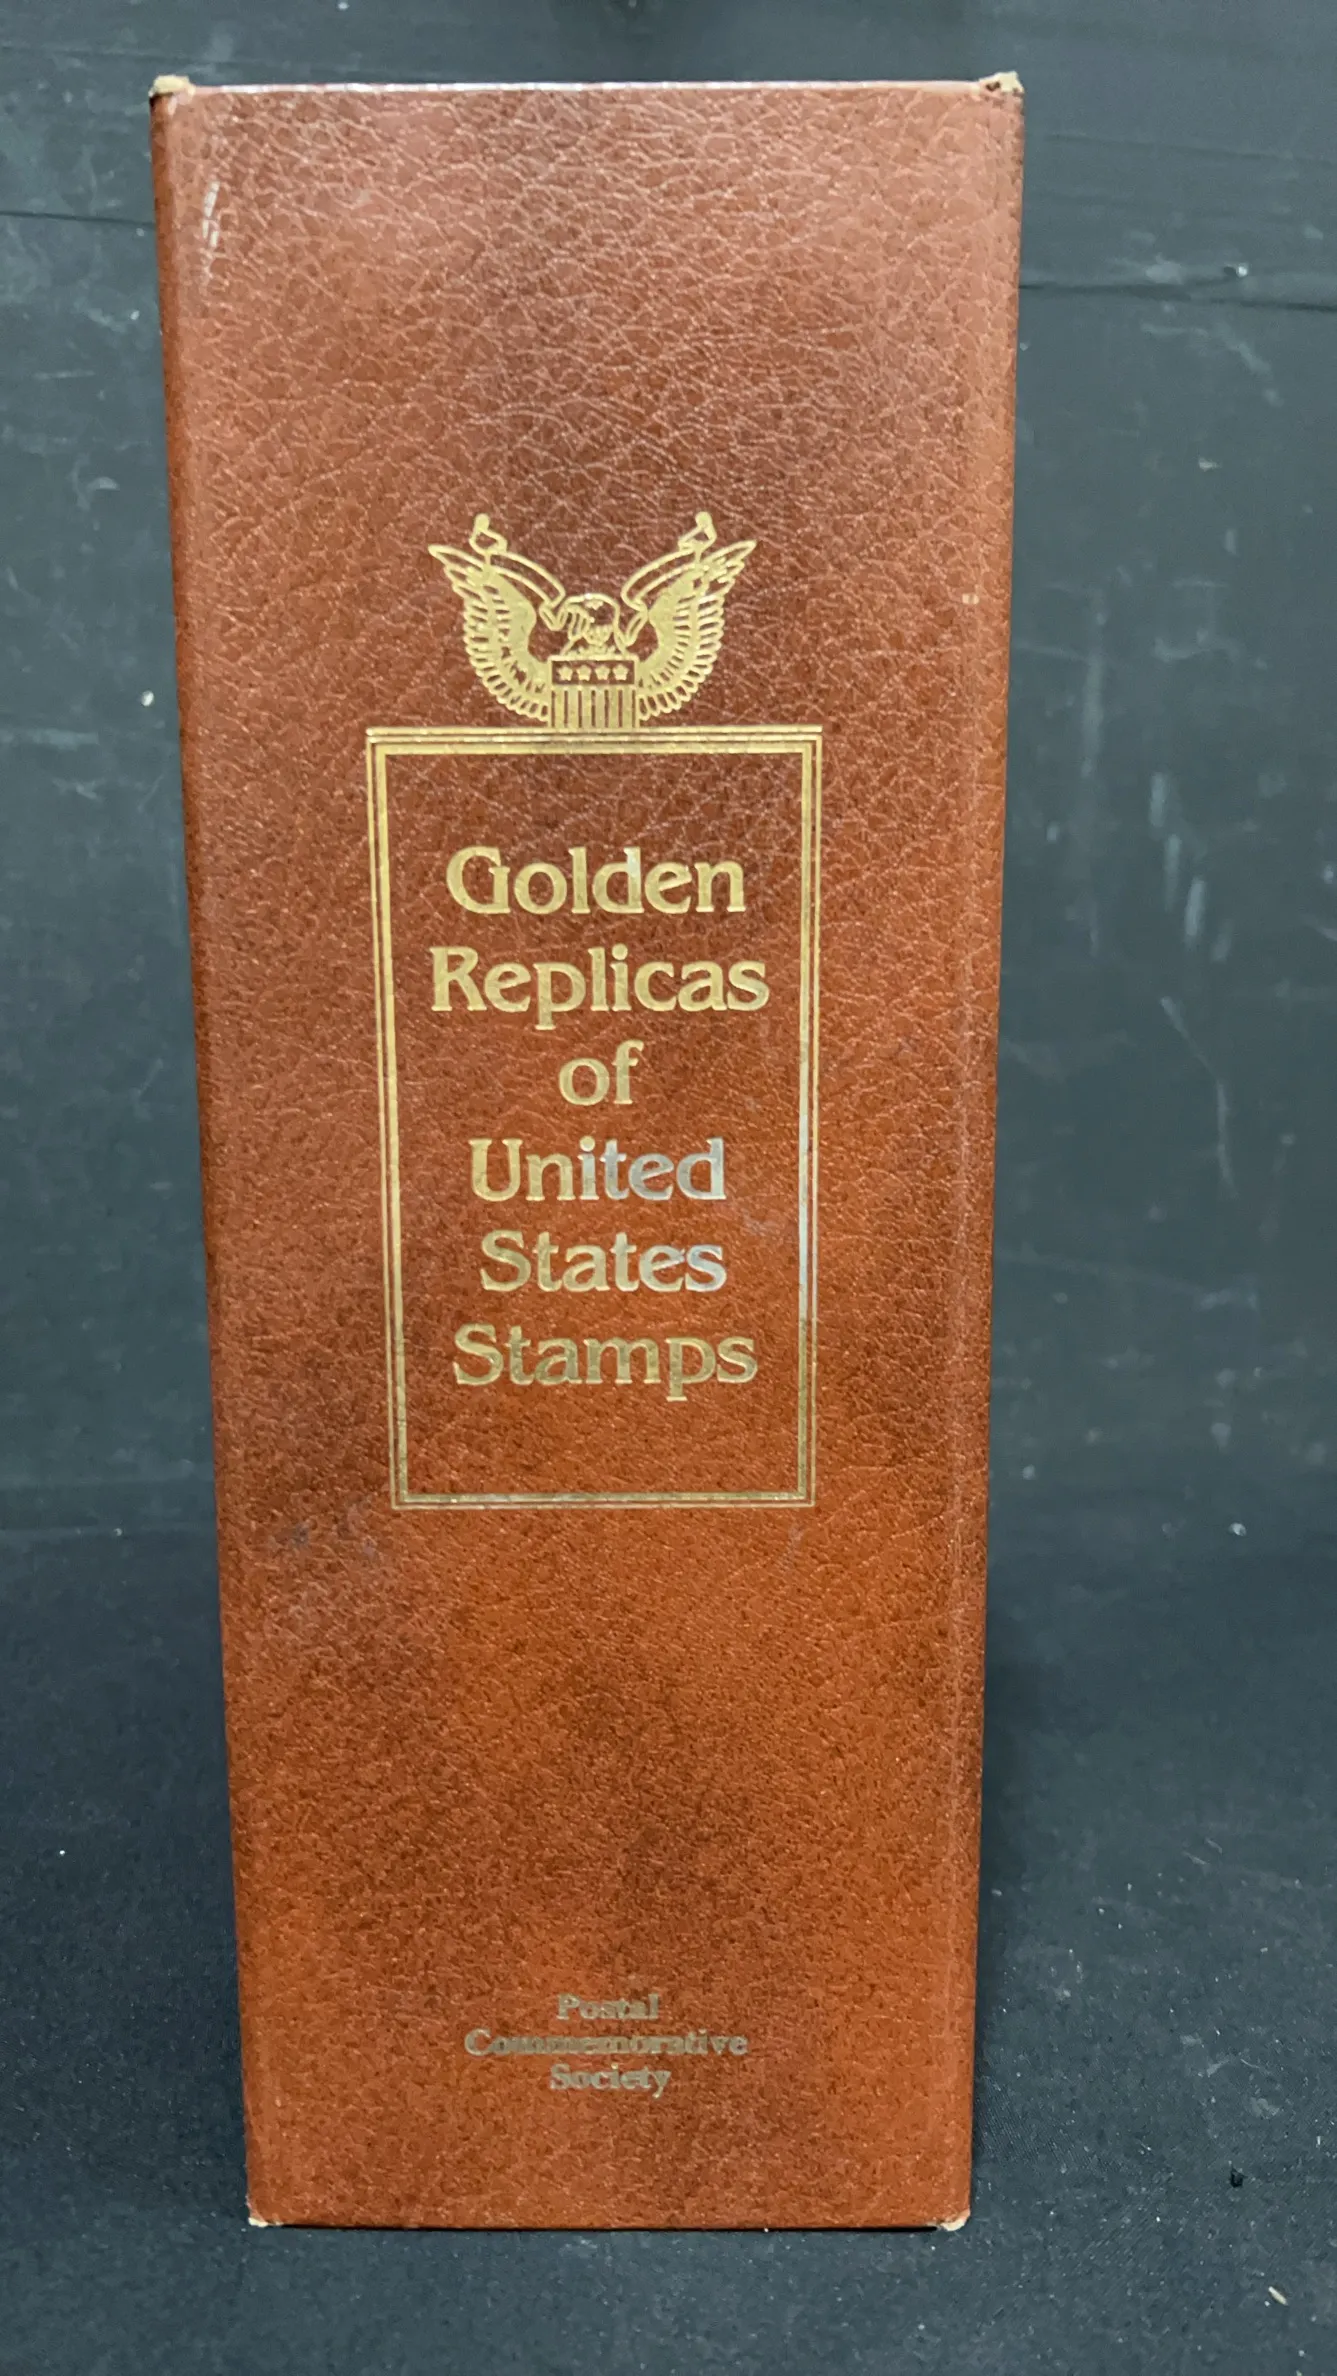 Golden
Replicas
of
United
States
Stamps
Postal
Commemorative
Society